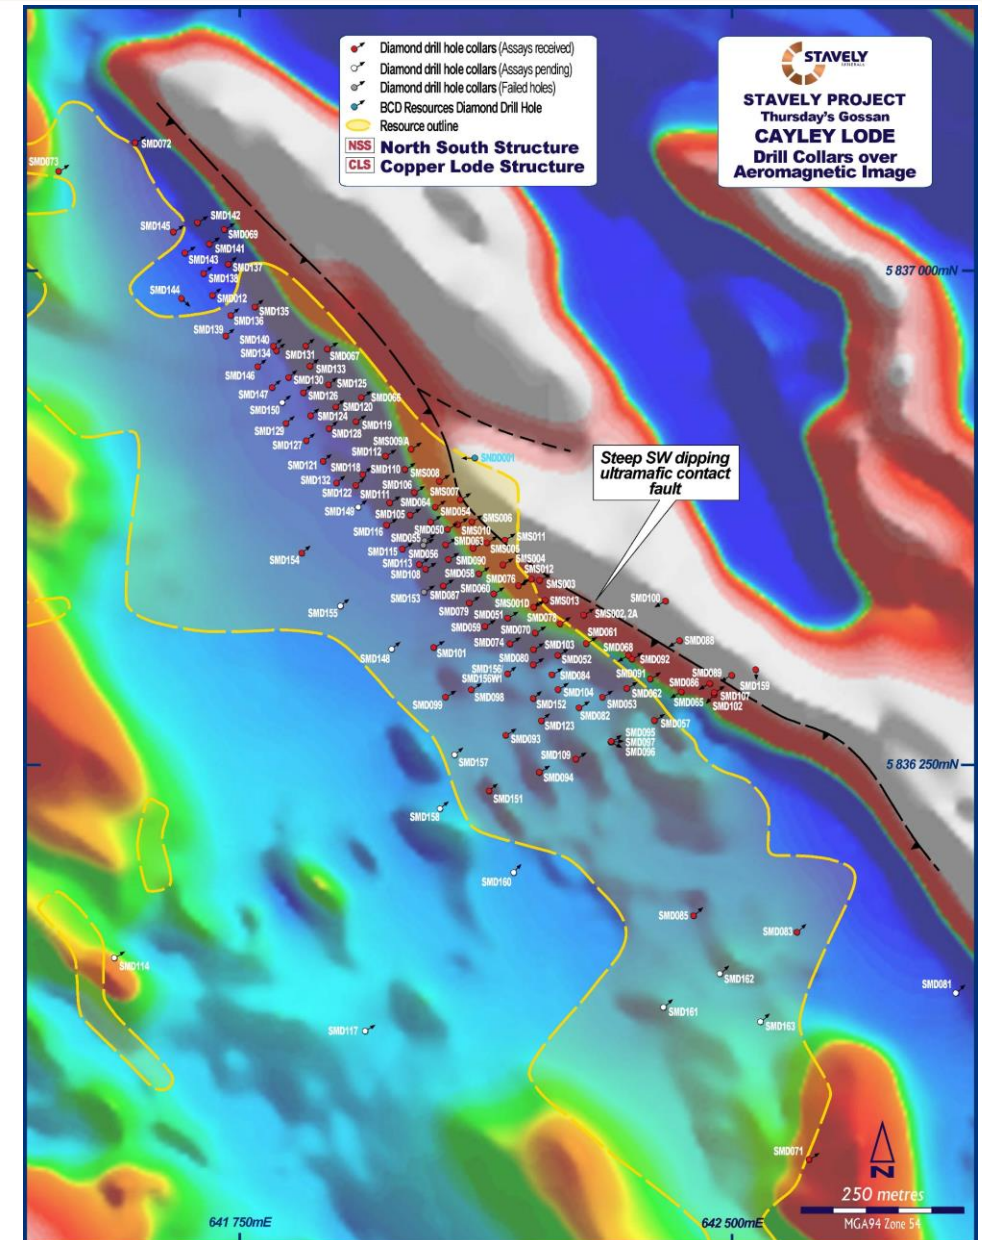 Diamond drill hole collars (Assays received)
Diamond drill hole collars (Assays pending)
Diamond drill hole collars (Failed holes)
BCD Resources Diamond Drill Hole
Resource outline
NSS North South Structure
CLS Copper Lode Structure
STAVELY
MINERALS
STAVELY PROJECT
Thursday's Gossan
CAYLEY LODE
Drill Collars over
Aeromagnetic Image
SMD072
SMD073
SMD142
SMD145
SMD069
SMD141
SMD143
SMD137
SMD138
5 837 000mN
SMD144
SMD012
SMD135
SMD136
SMD139
SMD140
SMD134
SMD131
SMD067
SMD133
SMD146
SMD130
SMD125
SMD147
SMD126
SMD066
SMD150
SMD120
SMD124
SMD119
SMD129
SMD128
SMD127
SMS009/A
SMD112
SNDD001
Steep SW dipping
ultramafic contact
fault
SMD121
SMD118
SMD110
SMS008
SMD132
SMD106
SMD122
SMD111
SMS007
SMD149
SMD064
SMD054
SMD105
SMS006
SMD116
SMD050
SMS010
SMD055
SMD063
SMS011
SMD115
SMD056
SMS004
SMD113
SMD090
SMS012
SMD154
SMD108
SMD058
SMD076
SMS003
SMD153
SMD087
SMD060
SMD155
SMD079
SMS001D
SMS013
SMD100
SMD051
SMS002, 2A
SMD059
SMD078
SMD070
SMD061
SMD088
SMD148
SMD101
SMD074
SMD103
SMD068
SMD080
SMD052
SMD092
SMD156
SMD156W1
SMD084
SMD091
SMD089
SMD159
SMD086
SMD099
SMD098
SMD104
SMD062
SMD107
SMD152
SMD053
SMD065
SMD102
SMD082
SMD123
SMD057
SMD093
SMD095
SMD097
SMD096
SMD157
SMD109
SMD094
5 836 250mN
SMD151
SMD158
SMD160
SMD085
SMD083
SMD114
SMD162
SMD081
SMD161
SMD117
SMD163
SMD071
N
250 metres
641 750mE
642 500mE
MGA94 Zone 54